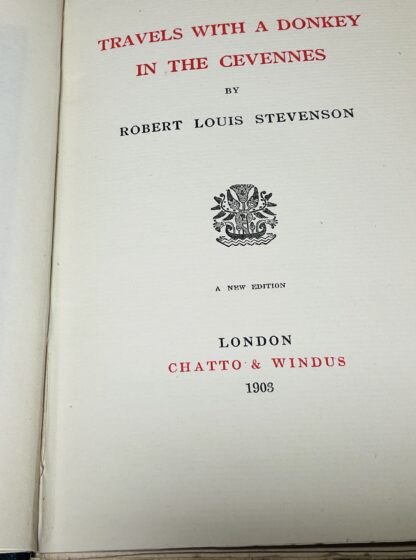 TRAVELS WITH A DONKEY
IN THE CEVENNES
BY
ROBERT LOUIS STEVENSON
A NEW EDITION
LONDON
CHATTO & WINDUS
1903